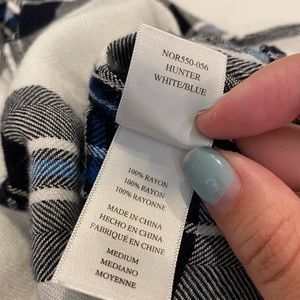 NOR550-056
HUNTER
WHITE/BLUE
100% RAYON
100% RAYON
100% RAYONNE
MADE IN CHINA
HECHO EN CHINA
FABRIQUÉ EN CHINE
MEDIUM
MEDIANO
MOYENNE